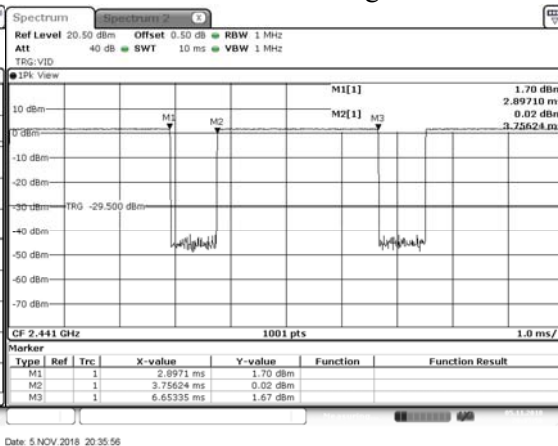 Spectrum Spectrum 2 X
Ref Level 20.50 dBm Offset 0.50 dB RBW 1 MHz
Att 40 dB SWT 10 ms VBW 1 MHz
TRG:VID
1Pk View
M1[1] 1.70 dBm
2.89710 m
10 dBm M2[1] 0.02 dBm
3.75624 m
M1 M2 M3
0 dBm
-10 dBm
-20 dBm
-30 dBm TRG -29.500 dBm
-40 dBm
-50 dBm
-60 dBm
-70 dBm
CF 2.441 GHz 1001 pts 1.0 ms/
Marker
Type Ref Trc X-value Y-value Function Function Result
M1 1 2.8971 ms 1.70 dBm
M2 1 3.75624 ms 0.02 dBm
M3 1 6.65335 ms 1.67 dBm
Date: 5.NOV.2018 20:35:56